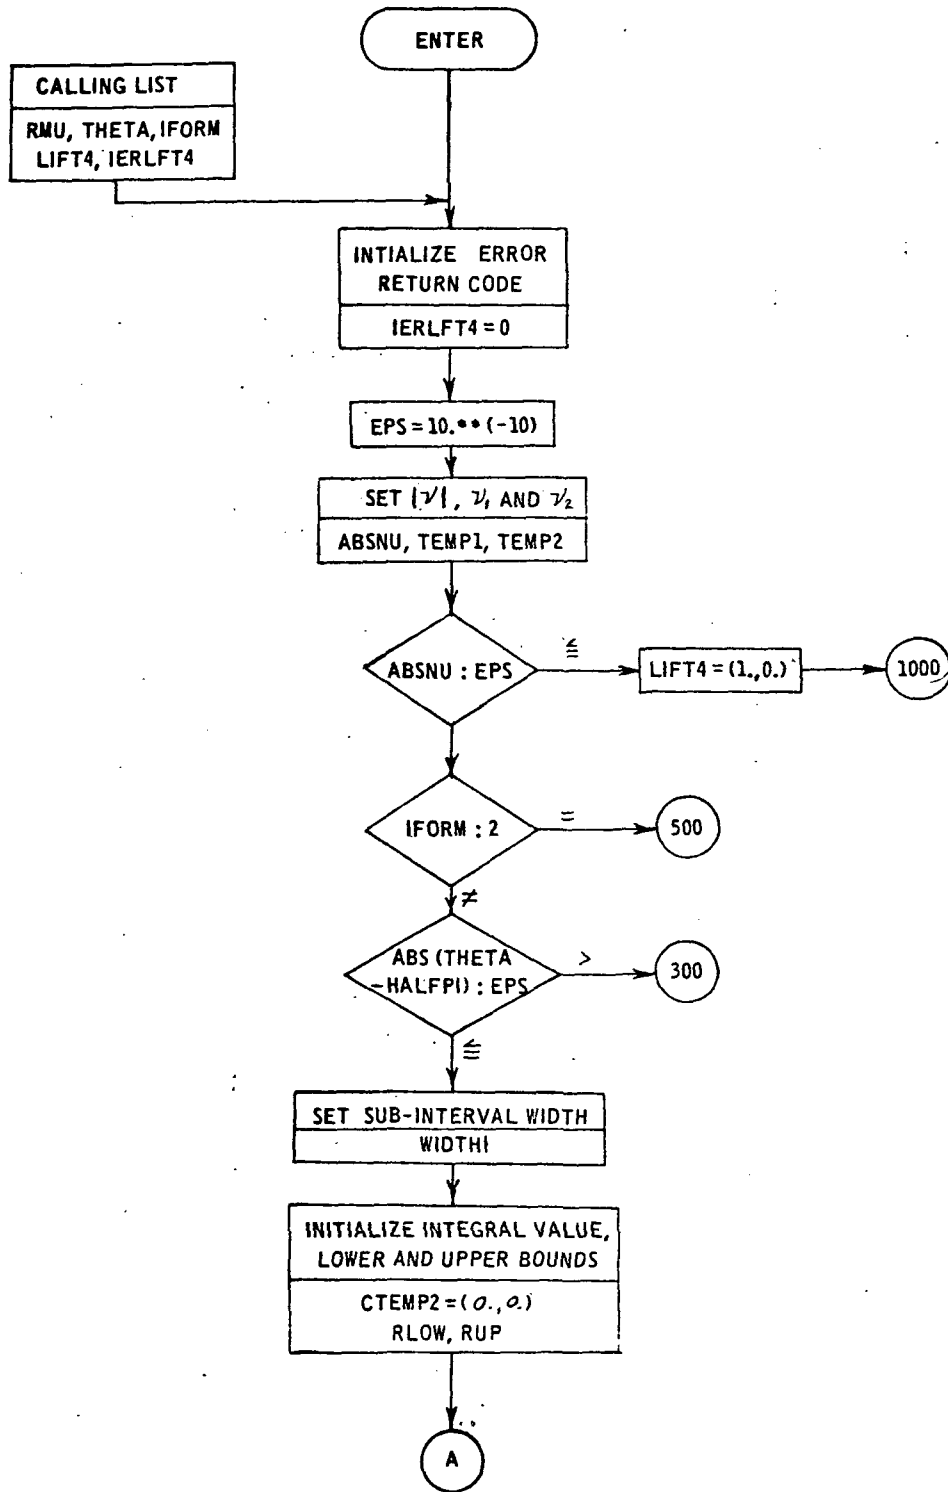 ENTER
CALLING LIST
RMU, THETA, IFORM
LIFT4, IERLFT4
INTIALIZE ERROR
RETURN CODE
IERLFT4 = 0
EPS = 10.**(-10)
SET |ν|, ν₁ AND ν₂
ABSNU, TEMP1, TEMP2
ABSNU : EPS
≦
LIFT4 = (1.,0.)
1000
IFORM : 2
=
500
≠
ABS (THETA
-HALFPI) : EPS
>
300
≦
SET SUB-INTERVAL WIDTH
WIDTH1
INITIALIZE INTEGRAL VALUE,
LOWER AND UPPER BOUNDS
CTEMP2 = (0., 0.)
RLOW, RUP
A